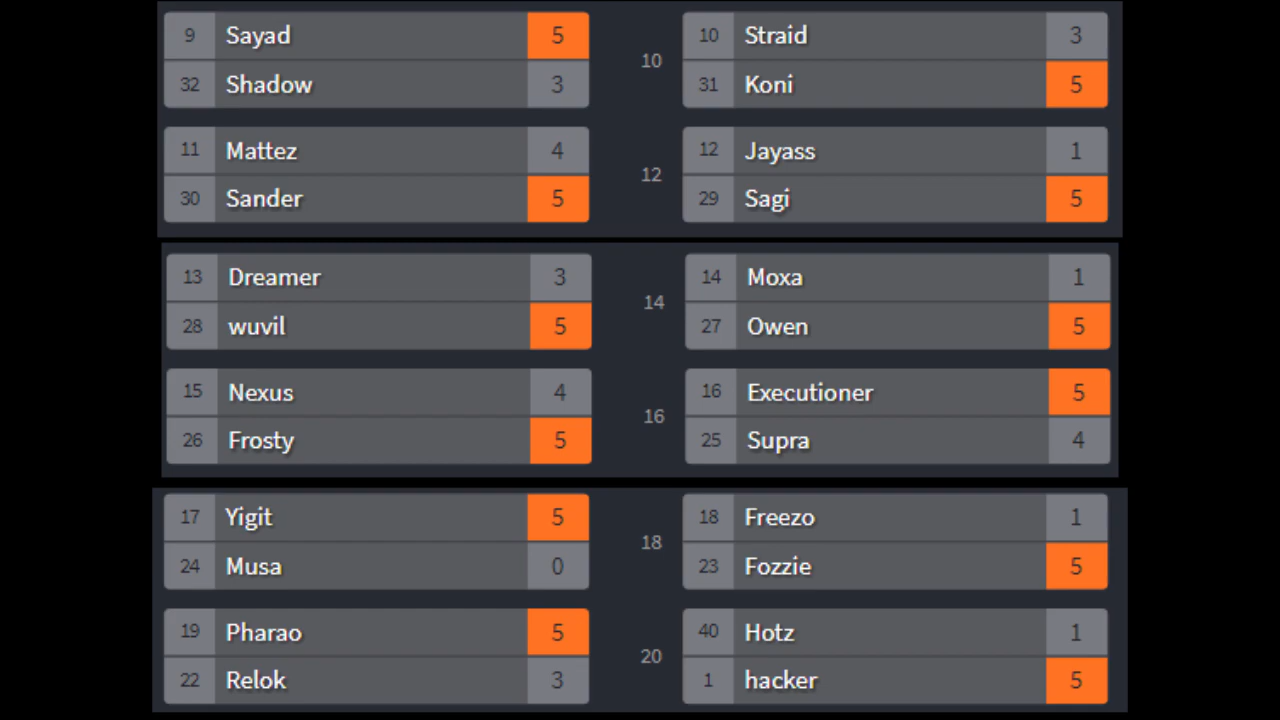 9 Sayad 5
32 Shadow 3
10
10 Straid 3
31 Koni 5
11 Mattez 4
30 Sander 5
12
12 Jayass 1
29 Sagi 5
13 Dreamer 3
28 wuvil 5
14
14 Moxa 1
27 Owen 5
15 Nexus 4
26 Frosty 5
16
16 Executioner 5
25 Supra 4
17 Yigit 5
24 Musa 0
18
18 Freezo 1
23 Fozzie 5
19 Pharao 5
22 Relok 3
20
40 Hotz 1
1 hacker 5